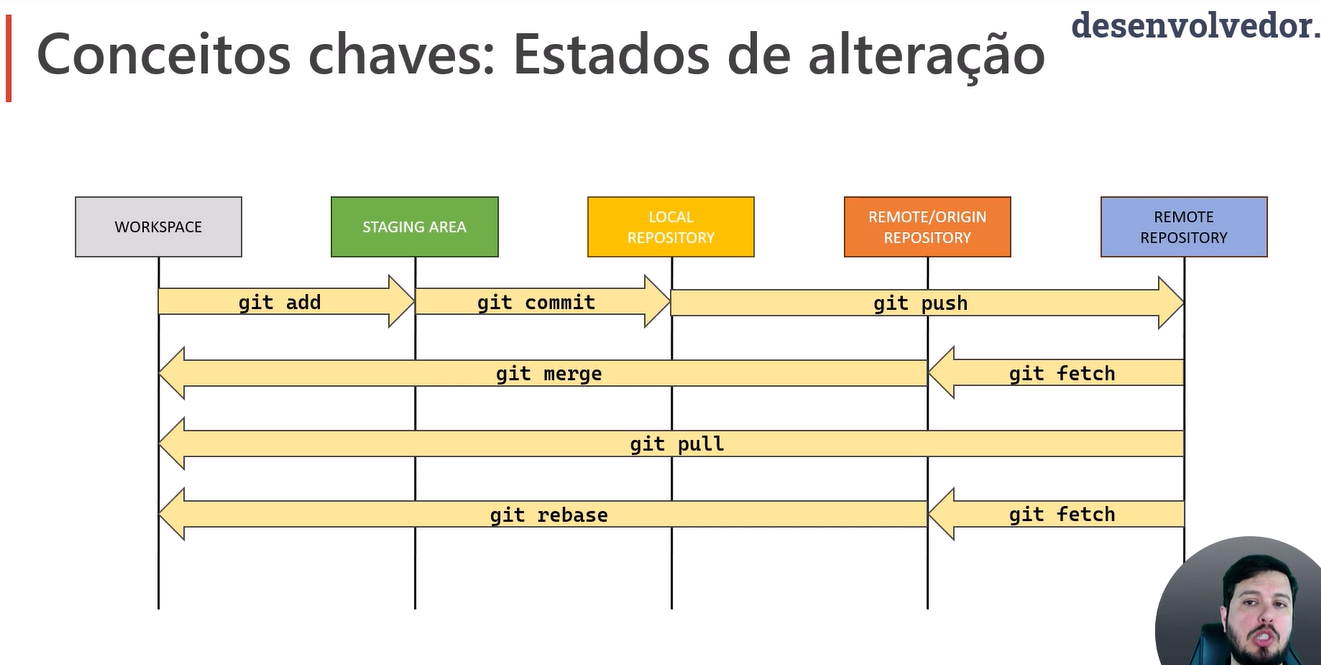 desenvolvedor.
Conceitos chaves: Estados de alteração
WORKSPACE
STAGING AREA
LOCAL
REPOSITORY
REMOTE/ORIGIN
REPOSITORY
REMOTE
REPOSITORY
git add
git commit
git push
git merge
git fetch
git pull
git rebase
git fetch